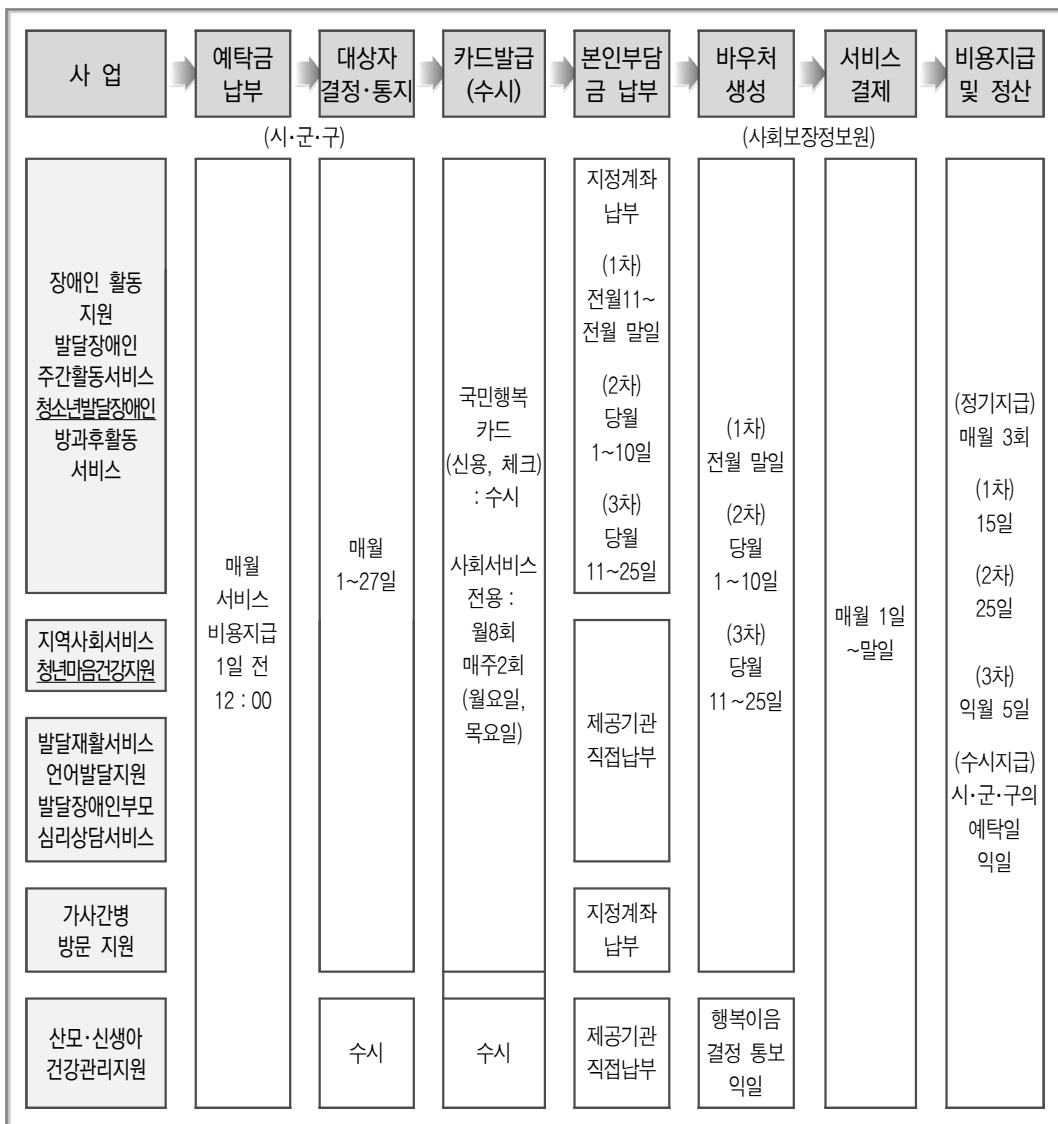 사 업
예탁금
납부
대상자
결정·통지
카드발급
(수시)
본인부담
금 납부
바우처
생성
서비스
결제
비용지급
및 정산
(시·군·구)
(사회보장정보원)
장애인 활동
지원
발달장애인
주간활동서비스
청소년발달장애인
방과후활동
서비스
지역사회서비스
청년마음건강지원
발달재활서비스
언어발달지원
발달장애인부모
심리상담서비스
가사간병
방문 지원
산모·신생아
건강관리지원
매월
서비스
비용지급
1일 전
12 : 00
매월
1~27일
수시
국민행복
카드
(신용, 체크)
: 수시
사회서비스
전용 :
월8회
매주2회
(월요일,
목요일)
수시
지정계좌
납부
(1차)
전월11~
전월 말일
(2차)
당월
1~10일
(3차)
당월
11~25일
제공기관
직접납부
지정계좌
납부
제공기관
직접납부
(1차)
전월 말일
(2차)
당월
1~10일
(3차)
당월
11~25일
행복이음
결정 통보
익일
매월 1일
~말일
(정기지급)
매월 3회
(1차)
15일
(2차)
25일
(3차)
익월 5일
(수시지급)
시·군·구의
예탁일
익일